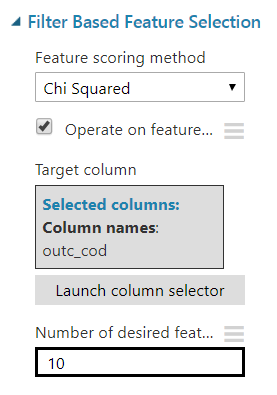 Filter Based Feature Selection
Feature scoring method
Chi Squared
Operate on feature...
Target column
Selected columns:
Column names:
outc_cod
Launch column selector
Number of desired feat...
10